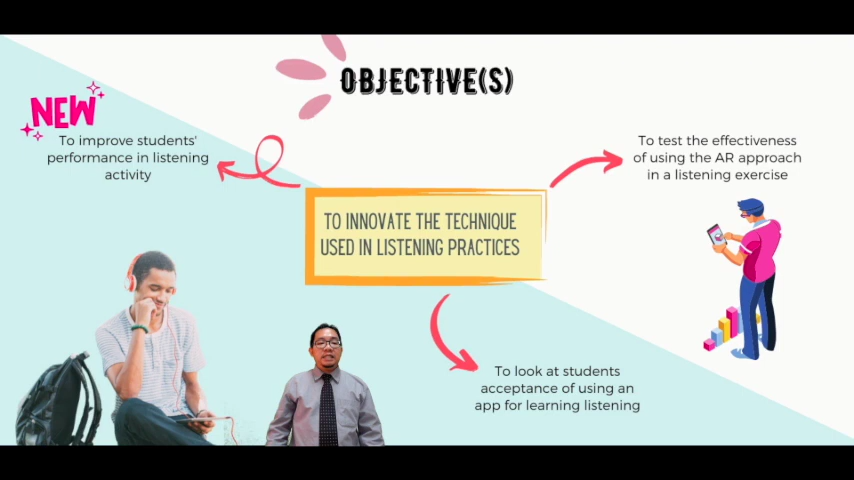 OBJECTIVE(S)
NEW
To improve students'
performance in listening
activity
To test the effectiveness
of using the AR approach
in a listening exercise
TO INNOVATE THE TECHNIQUE
USED IN LISTENING PRACTICES
To look at students
acceptance of using an
app for learning listening